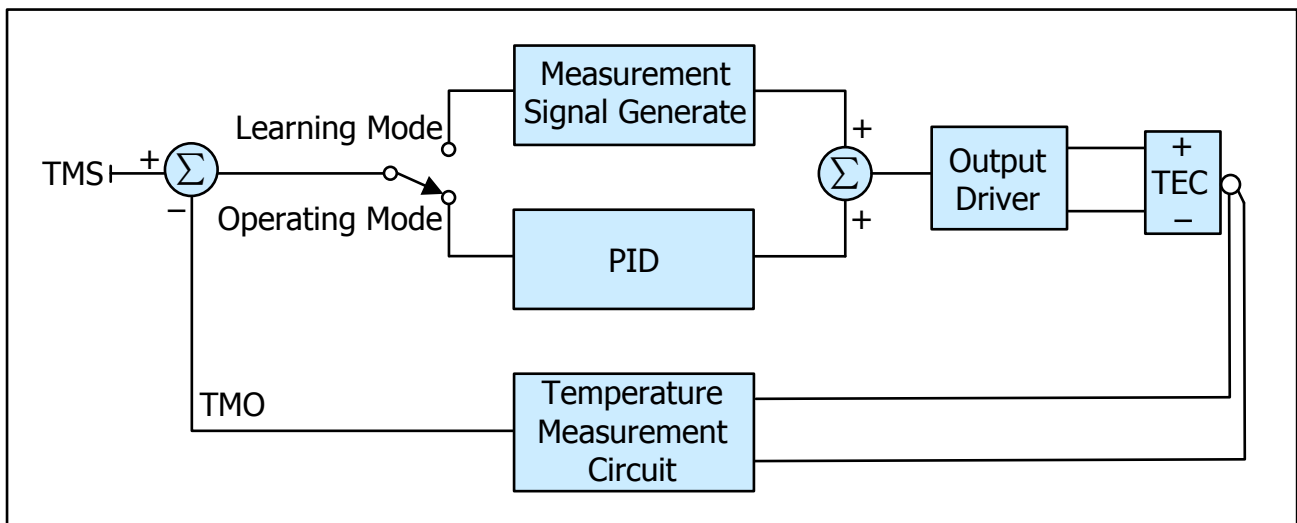 Measurement
Signal Generate
Learning Mode
+
+
Σ
TMS
−
Operating Mode
PID
Σ
+
Output
Driver
+
TEC
−
TMO
Temperature
Measurement
Circuit